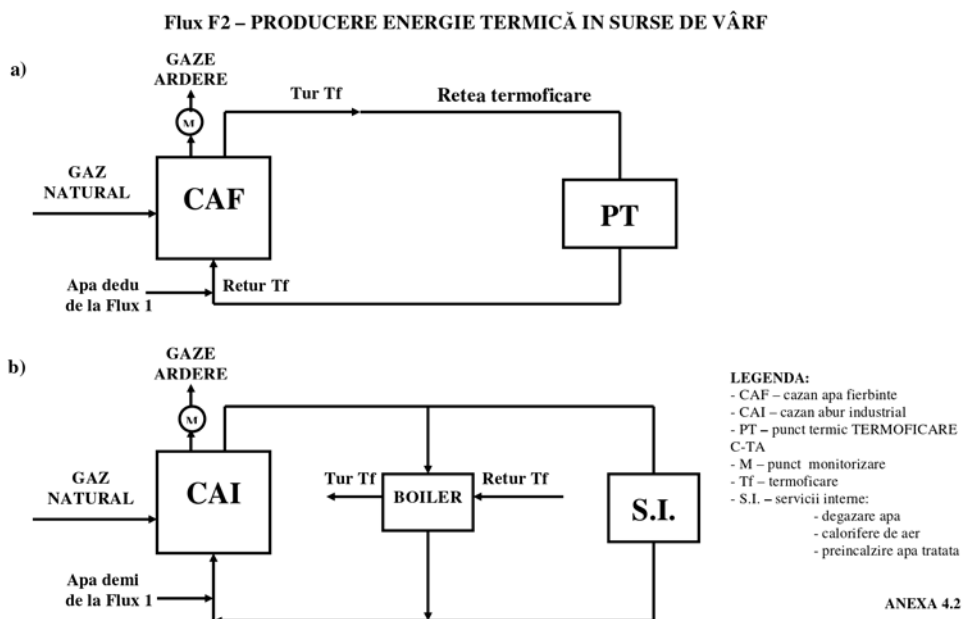 Flux F2 – PRODUCERE ENERGIE TERMICĂ IN SURSE DE VÂRF
a)
GAZE
ARDERE
M
Tur Tf
Retea termoficare
GAZ
NATURAL
CAF
PT
Apa dedu
de la Flux 1
Retur Tf
b)
GAZE
ARDERE
M
GAZ
NATURAL
CAI
Tur Tf
BOILER
Retur Tf
S.I.
Apa demi
de la Flux 1
LEGENDA:
- CAF – cazan apa fierbinte
- CAI – cazan abur industrial
- PT – punct termic TERMOFICARE
C-TA
- M – punct monitorizare
- Tf – termoficare
- S.I. – servicii interne:
- degazare apa
- calorifere de aer
- preincalzire apa tratata
ANEXA 4.2